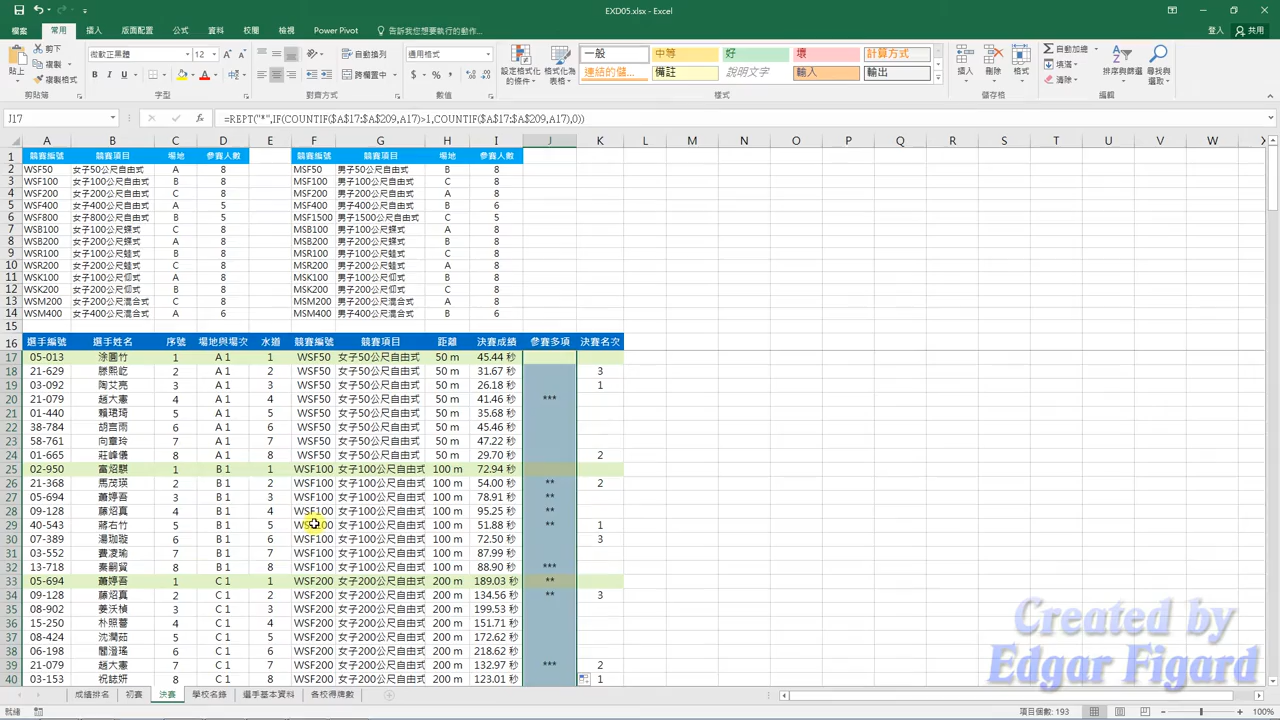 EXD05.xlsx - Excel
檔案 常用 插入 版面配置 公式 資料 校閱 檢視 Power Pivot 告訴我您想要執行的動作... 登入 共用
剪下 微軟正黑體 12 自動換列 通用格式 一般 中等 好 壞 計算方式 自動加總
貼上 複製 設定格式化的條件 格式化為表格 插入 刪除 格式 填滿 排序與篩選 尋找與選取
複製格式 B I U 跨欄置中 $ % 連結的儲... 備註 說明文字 輸入 輸出 清除
剪貼簿 字型 對齊方式 數值 樣式 儲存格 編輯
J17 fx =REPT("*",IF(COUNTIF($A$17:$A$209,A17)>1,COUNTIF($A$17:$A$209,A17),0))
A B C D E F G H I J K L M N O P Q R S T U V W X
1 競賽編號 競賽項目 場地 參賽人數 競賽編號 競賽項目 場地 參賽人數
2 WSF50 女子50公尺自由式 A 8 MSF50 男子50公尺自由式 B 8
3 WSF100 女子100公尺自由式 B 8 MSF100 男子100公尺自由式 C 8
4 WSF200 女子200公尺自由式 C 8 MSF200 男子200公尺自由式 A 8
5 WSF400 女子400公尺自由式 A 5 MSF400 男子400公尺自由式 B 6
6 WSF800 女子800公尺自由式 B 5 MSF1500 男子1500公尺自由式 C 5
7 WSB100 女子100公尺蝶式 C 8 MSB100 男子100公尺蝶式 A 8
8 WSB200 女子200公尺蝶式 A 8 MSB200 男子200公尺蝶式 B 8
9 WSR100 女子100公尺蛙式 B 8 MSR100 男子100公尺蛙式 C 8
10 WSR200 女子200公尺蛙式 C 8 MSR200 男子200公尺蛙式 A 8
11 WSK100 女子100公尺仰式 A 8 MSK100 男子100公尺仰式 B 8
12 WSK200 女子200公尺仰式 B 8 MSK200 男子200公尺仰式 C 8
13 WSM200 女子200公尺混合式 C 8 MSM200 男子200公尺混合式 A 8
14 WSM400 女子400公尺混合式 A 6 MSM400 男子400公尺混合式 B 6
15
16 選手編號 選手姓名 序號 場地與場次 水道 競賽編號 競賽項目 距離 決賽成績 參賽多項 決賽名次
17 05-013 涂圓竹 1 A 1 1 WSF50 女子50公尺自由式 50 m 45.44 秒
18 21-629 滕熙屹 2 A 1 2 WSF50 女子50公尺自由式 50 m 31.67 秒 3
19 03-092 陶艾亮 3 A 1 3 WSF50 女子50公尺自由式 50 m 26.18 秒 1
20 21-079 趙大憲 4 A 1 4 WSF50 女子50公尺自由式 50 m 41.46 秒 ***
21 01-440 賴珺琦 5 A 1 5 WSF50 女子50公尺自由式 50 m 35.68 秒
22 38-784 胡言雨 6 A 1 6 WSF50 女子50公尺自由式 50 m 43.54 秒
23 58-761 向章玲 7 A 1 7 WSF50 女子50公尺自由式 50 m 47.22 秒
24 01-665 莊峰儀 8 A 1 8 WSF50 女子50公尺自由式 50 m 29.70 秒 2
25 02-950 富炤騏 1 B 1 1 WSF100 女子100公尺自由式 100 m 72.94 秒
26 21-368 馬茂瑛 2 B 1 2 WSF100 女子100公尺自由式 100 m 54.00 秒 ** 2
27 05-694 蕭婷吾 3 B 1 3 WSF100 女子100公尺自由式 100 m 78.91 秒 **
28 09-128 藤炤真 4 B 1 4 WSF100 女子100公尺自由式 100 m 95.25 秒 **
29 40-543 蔣右竹 5 B 1 5 女子100公尺自由式 100 m 51.88 秒 ** 1
30 07-389 湯珈璇 6 B 1 6 WSF100 女子100公尺自由式 100 m 72.50 秒 3
31 03-552 費凌瑜 7 B 1 7 WSF100 女子100公尺自由式 100 m 87.99 秒
32 13-718 秦嗣貿 8 B 1 8 WSF100 女子100公尺自由式 100 m 88.90 秒 ***
33 05-694 蕭婷吾 1 C 1 1 WSF200 女子200公尺自由式 200 m 189.03 秒 **
34 09-128 藤炤真 2 C 1 2 WSF200 女子200公尺自由式 200 m 134.56 秒 ** 3
35 08-902 姜沃楨 3 C 1 3 WSF200 女子200公尺自由式 200 m 199.53 秒
36 15-250 朴照馨 4 C 1 4 WSF200 女子200公尺自由式 200 m 151.71 秒
37 08-424 沈潤茹 5 C 1 5 WSF200 女子200公尺自由式 200 m 172.62 秒
38 06-198 閻澄瑤 6 C 1 6 WSF200 女子200公尺自由式 200 m 218.62 秒
39 21-079 趙大憲 7 C 1 7 WSF200 女子200公尺自由式 200 m 132.97 秒 *** 2
40 03-153 祝誌妍 8 C 1 8 WSF200 女子200公尺自由式 200 m 123.01 秒 1
Created by
dear Edgard
成績排名 初賽 決賽 學校名錄 選手基本資料 各校得牌數
就緒 項目個數: 193 100%